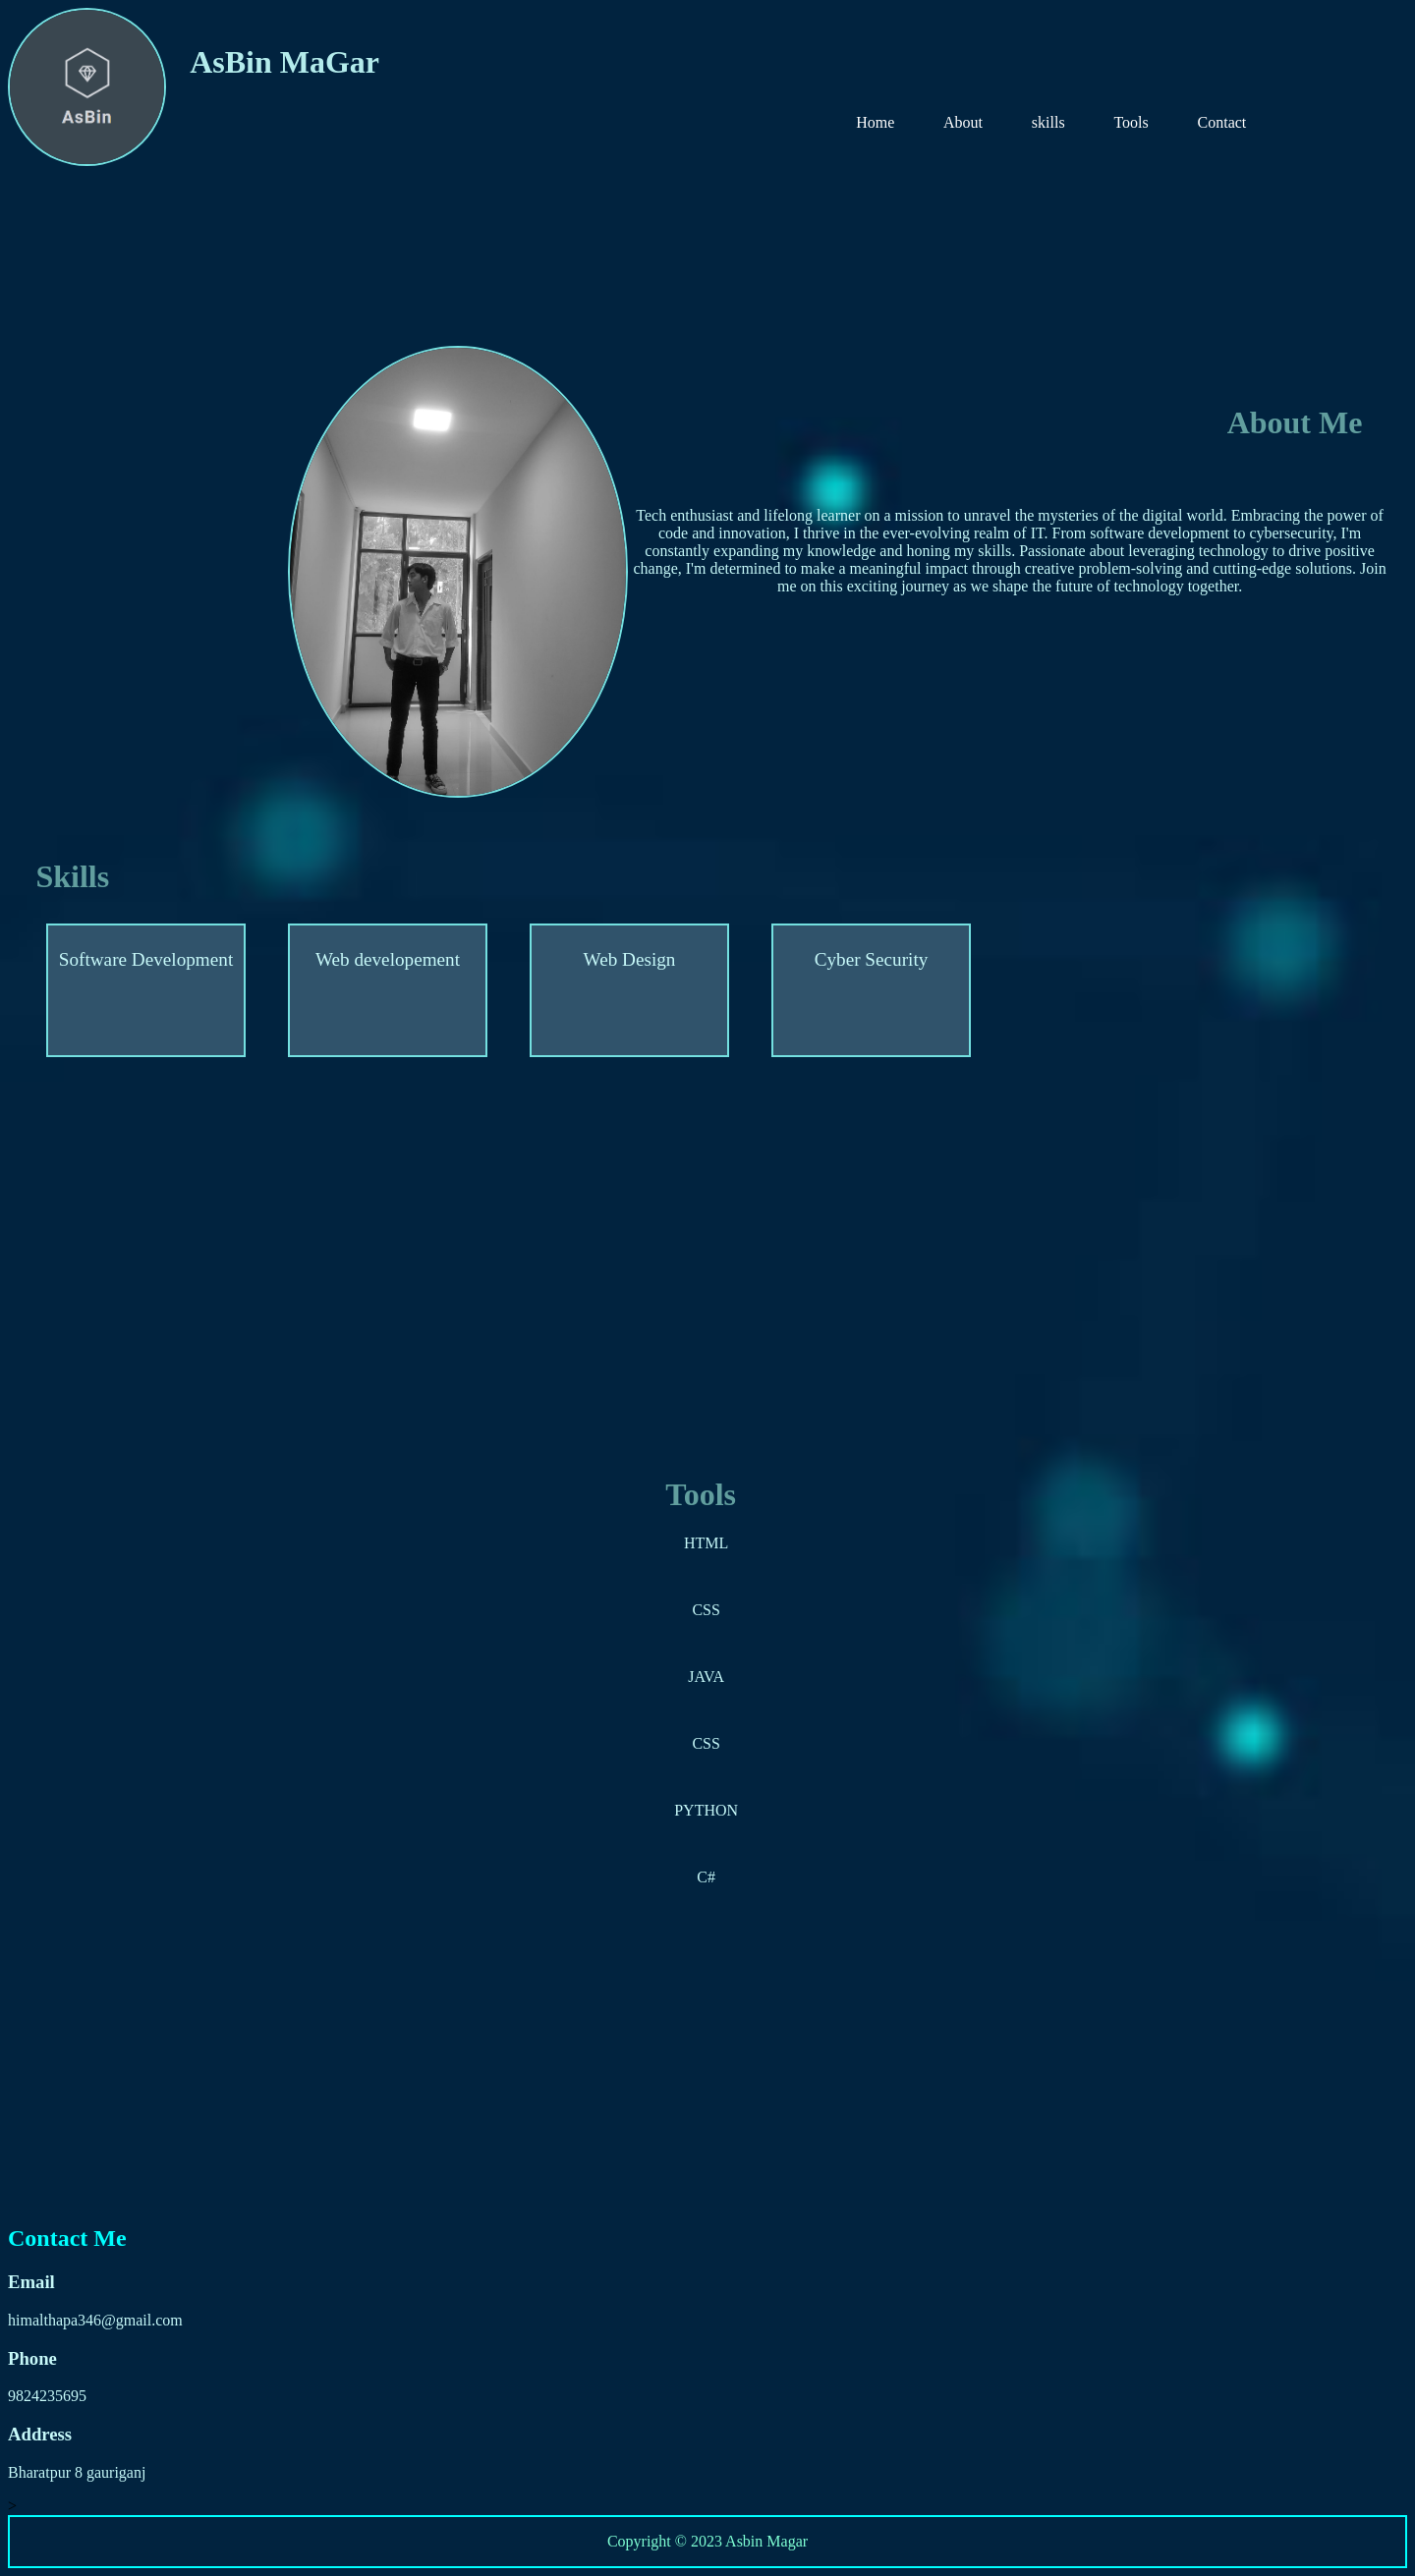 AsBin
AsBin MaGar
Home About skills Tools Contact
About Me
Tech enthusiast and lifelong learner on a mission to unravel the mysteries of the digital world. Embracing the power of
code and innovation, I thrive in the ever-evolving realm of IT. From software development to cybersecurity, I'm
constantly expanding my knowledge and honing my skills. Passionate about leveraging technology to drive positive
change, I'm determined to make a meaningful impact through creative problem-solving and cutting-edge solutions. Join
me on this exciting journey as we shape the future of technology together.
Skills
Software Development
Web developement
Web Design
Cyber Security
Tools
HTML
CSS
JAVA
CSS
PYTHON
C#
Contact Me
Email
himalthapa346@gmail.com
Phone
9824235695
Address
Bharatpur 8 gauriganj
>
Copyright © 2023 Asbin Magar